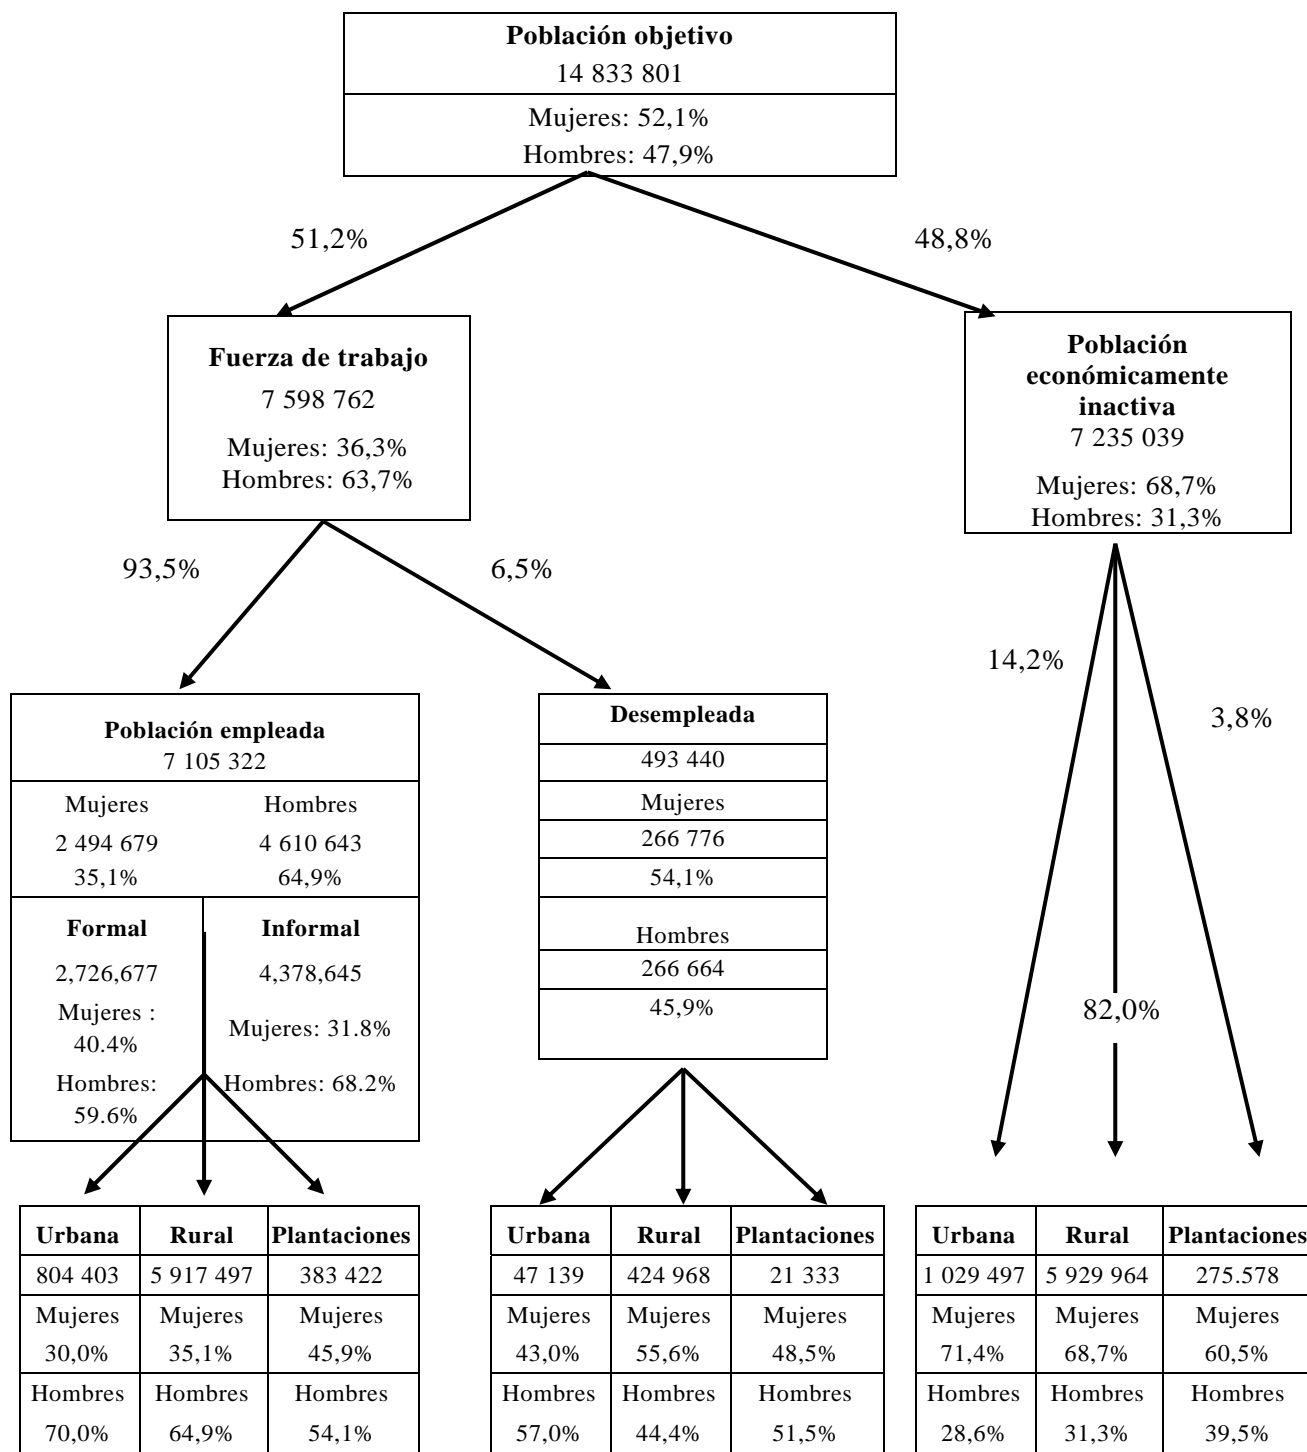 Población objetivo
14 833 801
Mujeres: 52,1%
Hombres: 47,9%
51,2%
48,8%
Fuerza de trabajo
7 598 762
Mujeres: 36,3%
Hombres: 63,7%
Población
económicamente
inactiva
7 235 039
Mujeres: 68,7%
Hombres: 31,3%
93,5%
6,5%
14,2%
3,8%
82,0%
Población empleada
7 105 322
Mujeres Hombres
2 494 679 4 610 643
35,1% 64,9%
Formal Informal
2,726,677 4,378,645
Mujeres :
40.4%
Mujeres: 31.8%
Hombres:
59.6%
Hombres: 68.2%
Desempleada
493 440
Mujeres
266 776
54,1%
Hombres
266 664
45,9%
Urbana Rural Plantaciones
804 403 5 917 497 383 422
Mujeres Mujeres Mujeres
30,0% 35,1% 45,9%
Hombres Hombres Hombres
70,0% 64,9% 54,1%
Urbana Rural Plantaciones
47 139 424 968 21 333
Mujeres Mujeres Mujeres
43,0% 55,6% 48,5%
Hombres Hombres Hombres
57,0% 44,4% 51,5%
Urbana Rural Plantaciones
1 029 497 5 929 964 275.578
Mujeres Mujeres Mujeres
71,4% 68,7% 60,5%
Hombres Hombres Hombres
28,6% 31,3% 39,5%